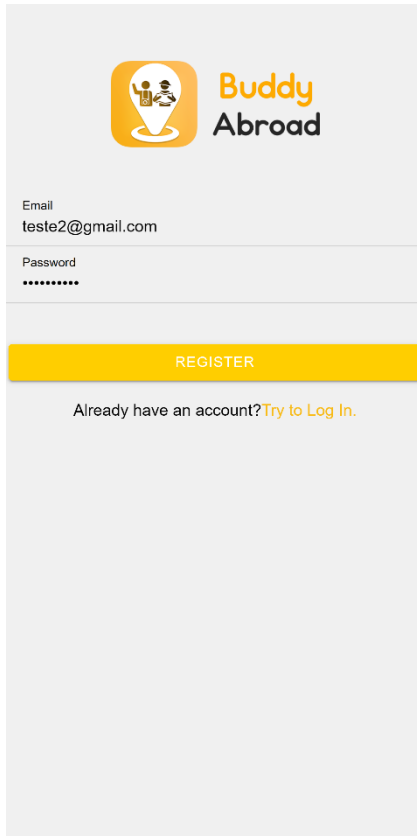 Buddy
Abroad
Email
teste2@gmail.com
Password
••••••••••
REGISTER
Already have an account?Try to Log In.